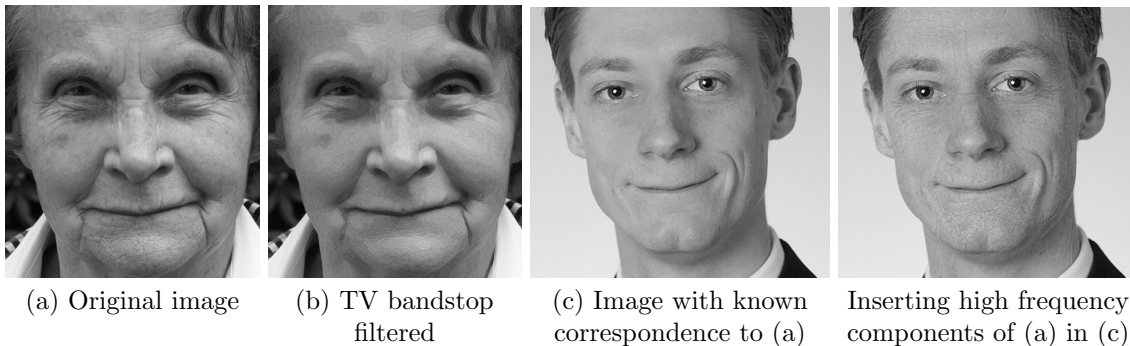 (a) Original image
(b) TV bandstop
filtered
(c) Image with known
correspondence to (a)
Inserting high frequency
components of (a) in (c)